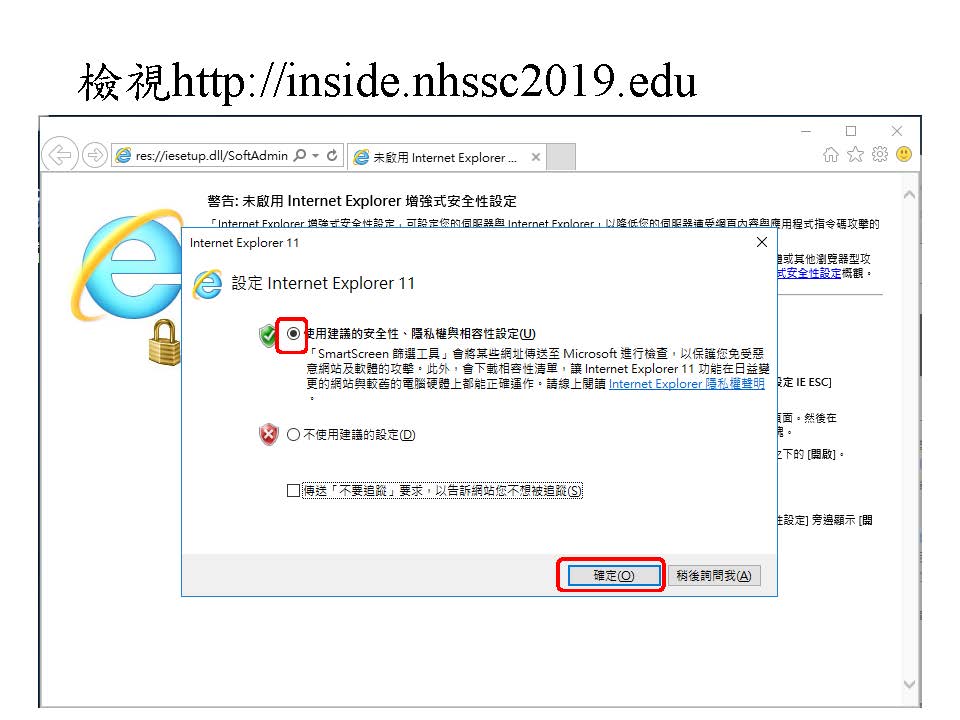 檢視http://inside.nhssc2019.edu
res://iesetup.dll/SoftAdmin
未啟用 Internet Explorer ...
警告: 未啟用 Internet Explorer 增強式安全性設定
「Internet Explorer 增強式安全性設定」可設定您的伺服器與 Internet Explorer，以降低您的伺服器遭受網頁內容與應用程式指令碼攻擊的
或其他瀏覽器型攻
式安全性設定概觀。
Internet Explorer 11
設定 Internet Explorer 11
使用建議的安全性、隱私權與相容性設定(U)
「SmartScreen 篩選工具」會將某些網址傳送至 Microsoft 進行檢查，以保護您免受惡
意網站及軟體的攻擊。此外，會下載相容性清單，讓 Internet Explorer 11 功能在日益變
更的網站與較舊的電腦硬體上都能正確運作。請線上閱讀 Internet Explorer 隱私權聲明
。
設定 IE ESC]
頁面。然後在
之下的 [開啟]。
不使用建議的設定(D)
傳送「不要追蹤」要求，以告訴網站您不想被追蹤(S)
性設定] 旁邊顯示 [開
確定(O)
稍後詢問我(A)